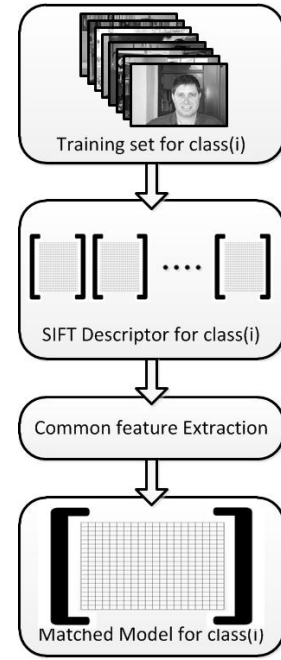 Training set for class(i)
SIFT Descriptor for class(i)
Common feature Extraction
Matched Model for class(i)